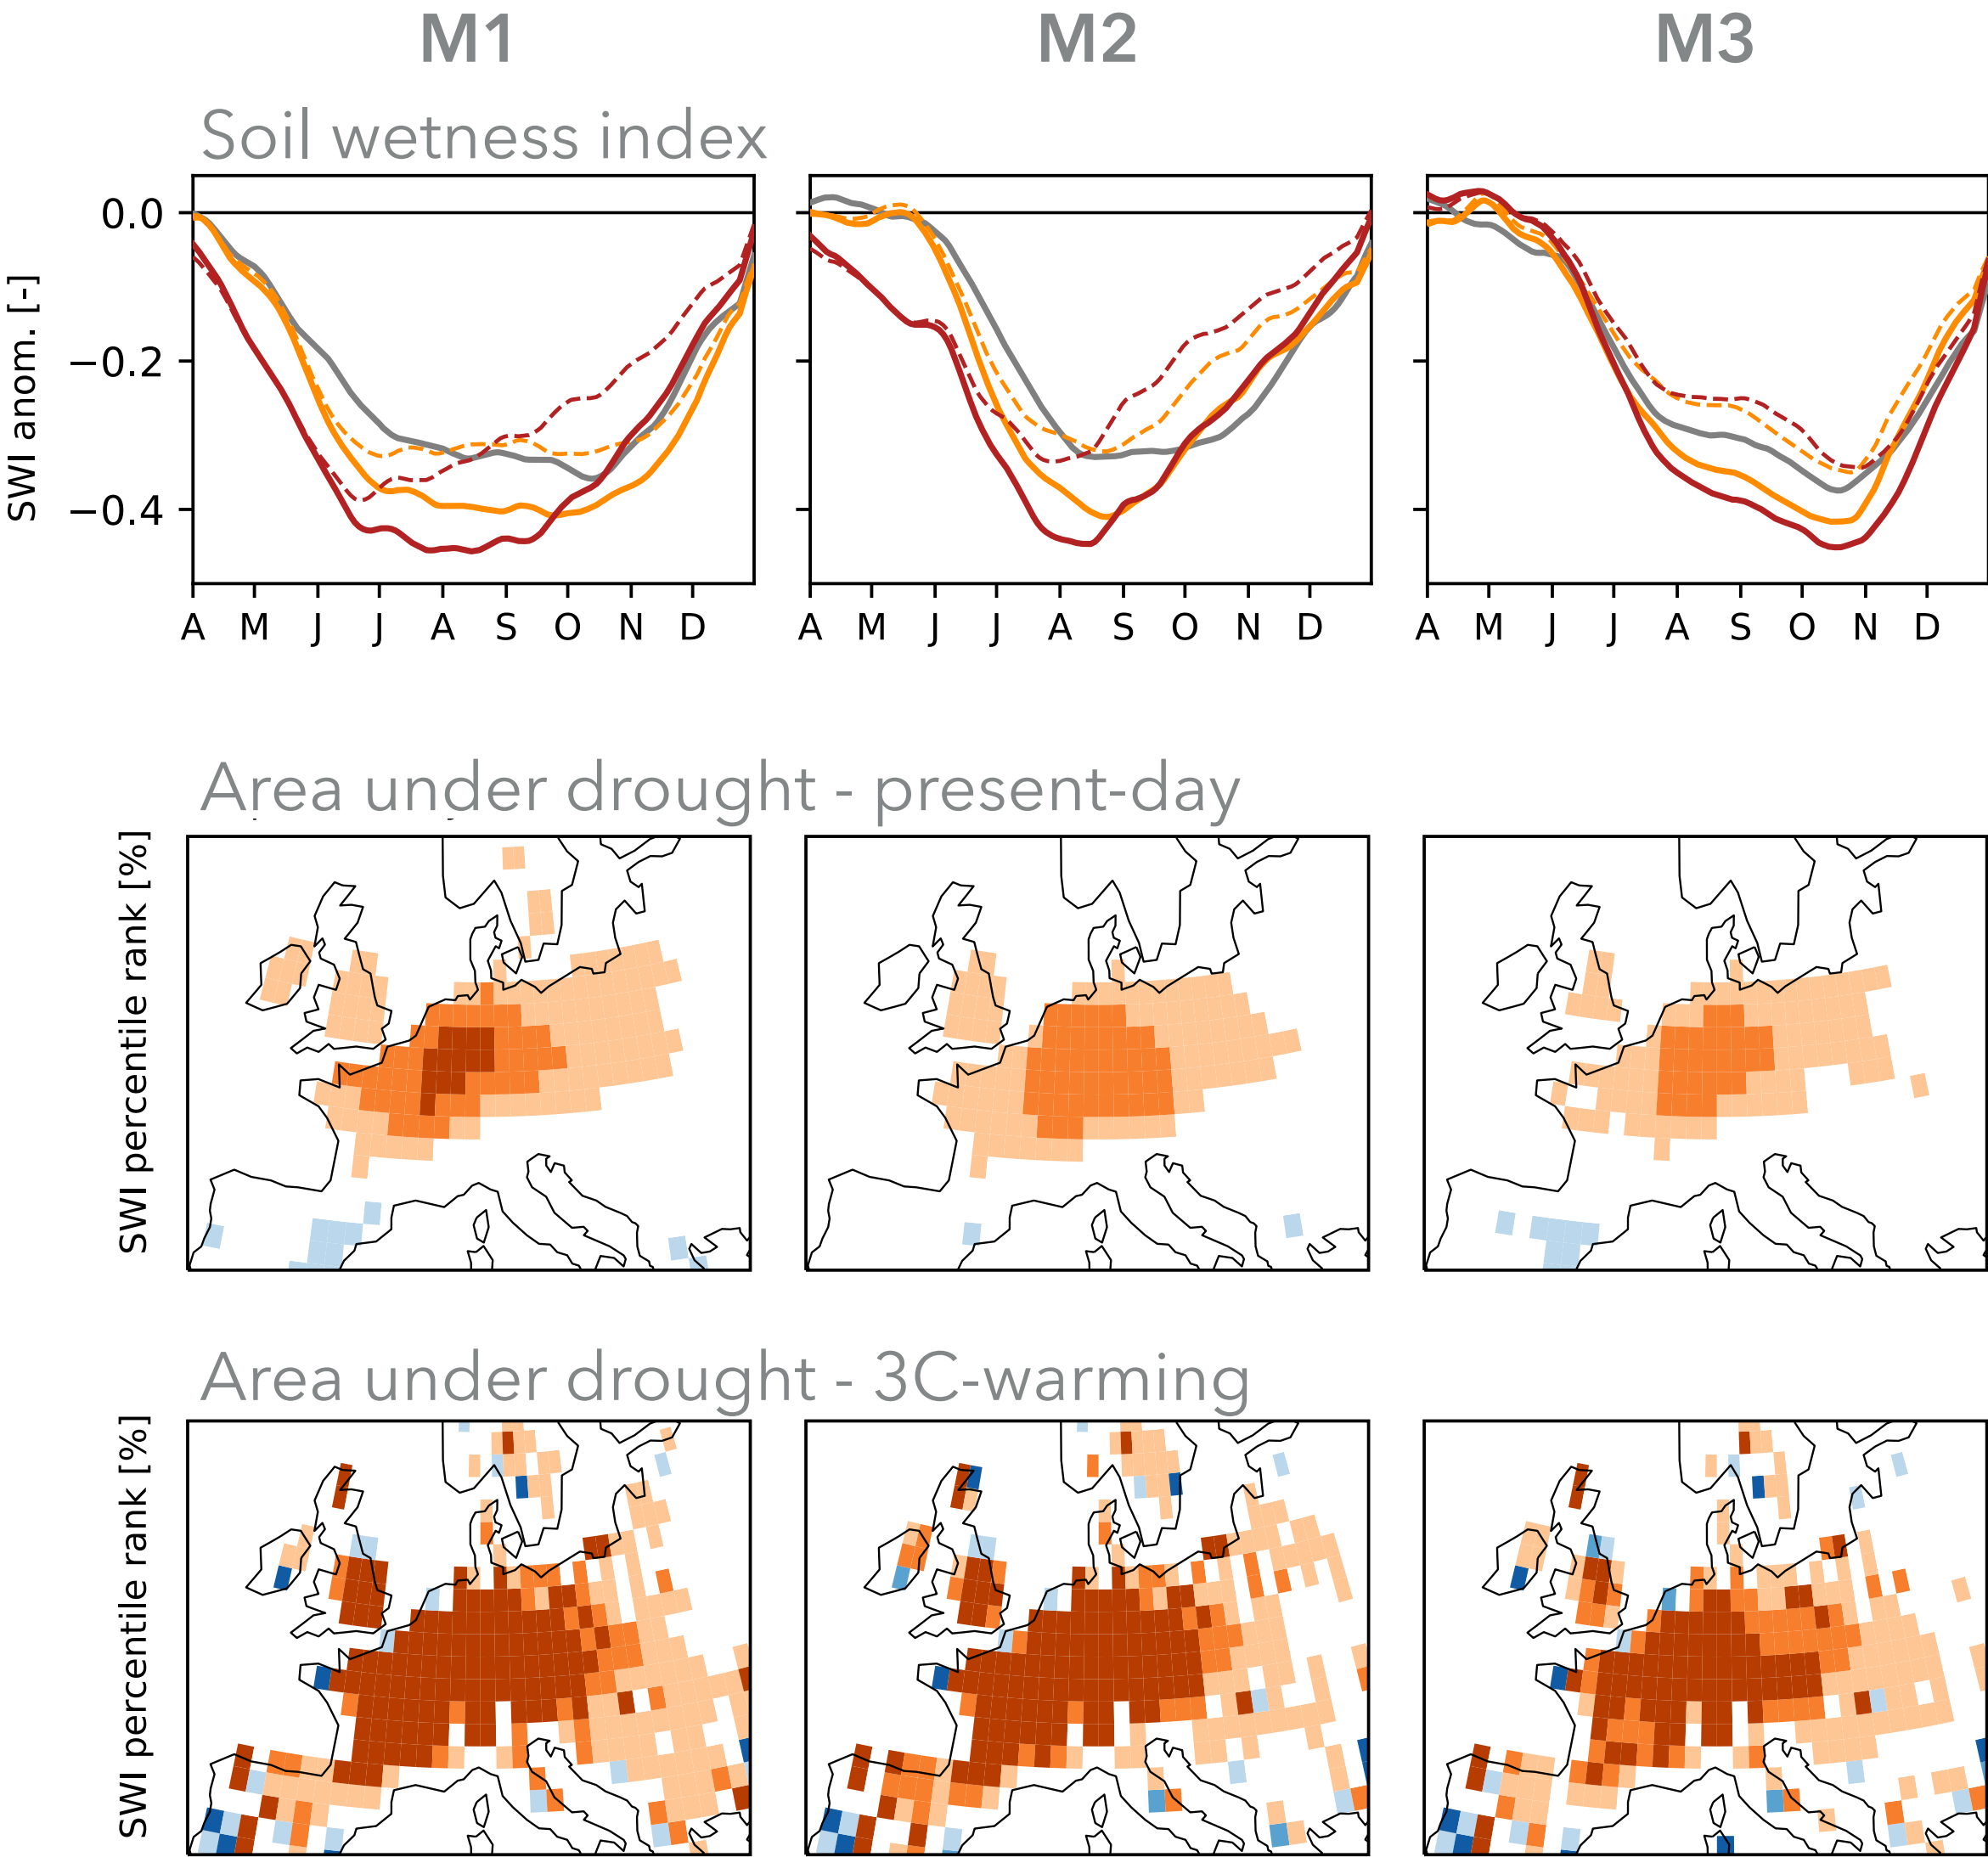 M1 M2 M3
Soil wetness index
SWI anom. [-]
0.0
−0.2
−0.4
A M J J A S O N D
A M J J A S O N D
A M J J A S O N D
Area under drought - present-day
SWI percentile rank [%]
Area under drought - 3C-warming
SWI percentile rank [%]